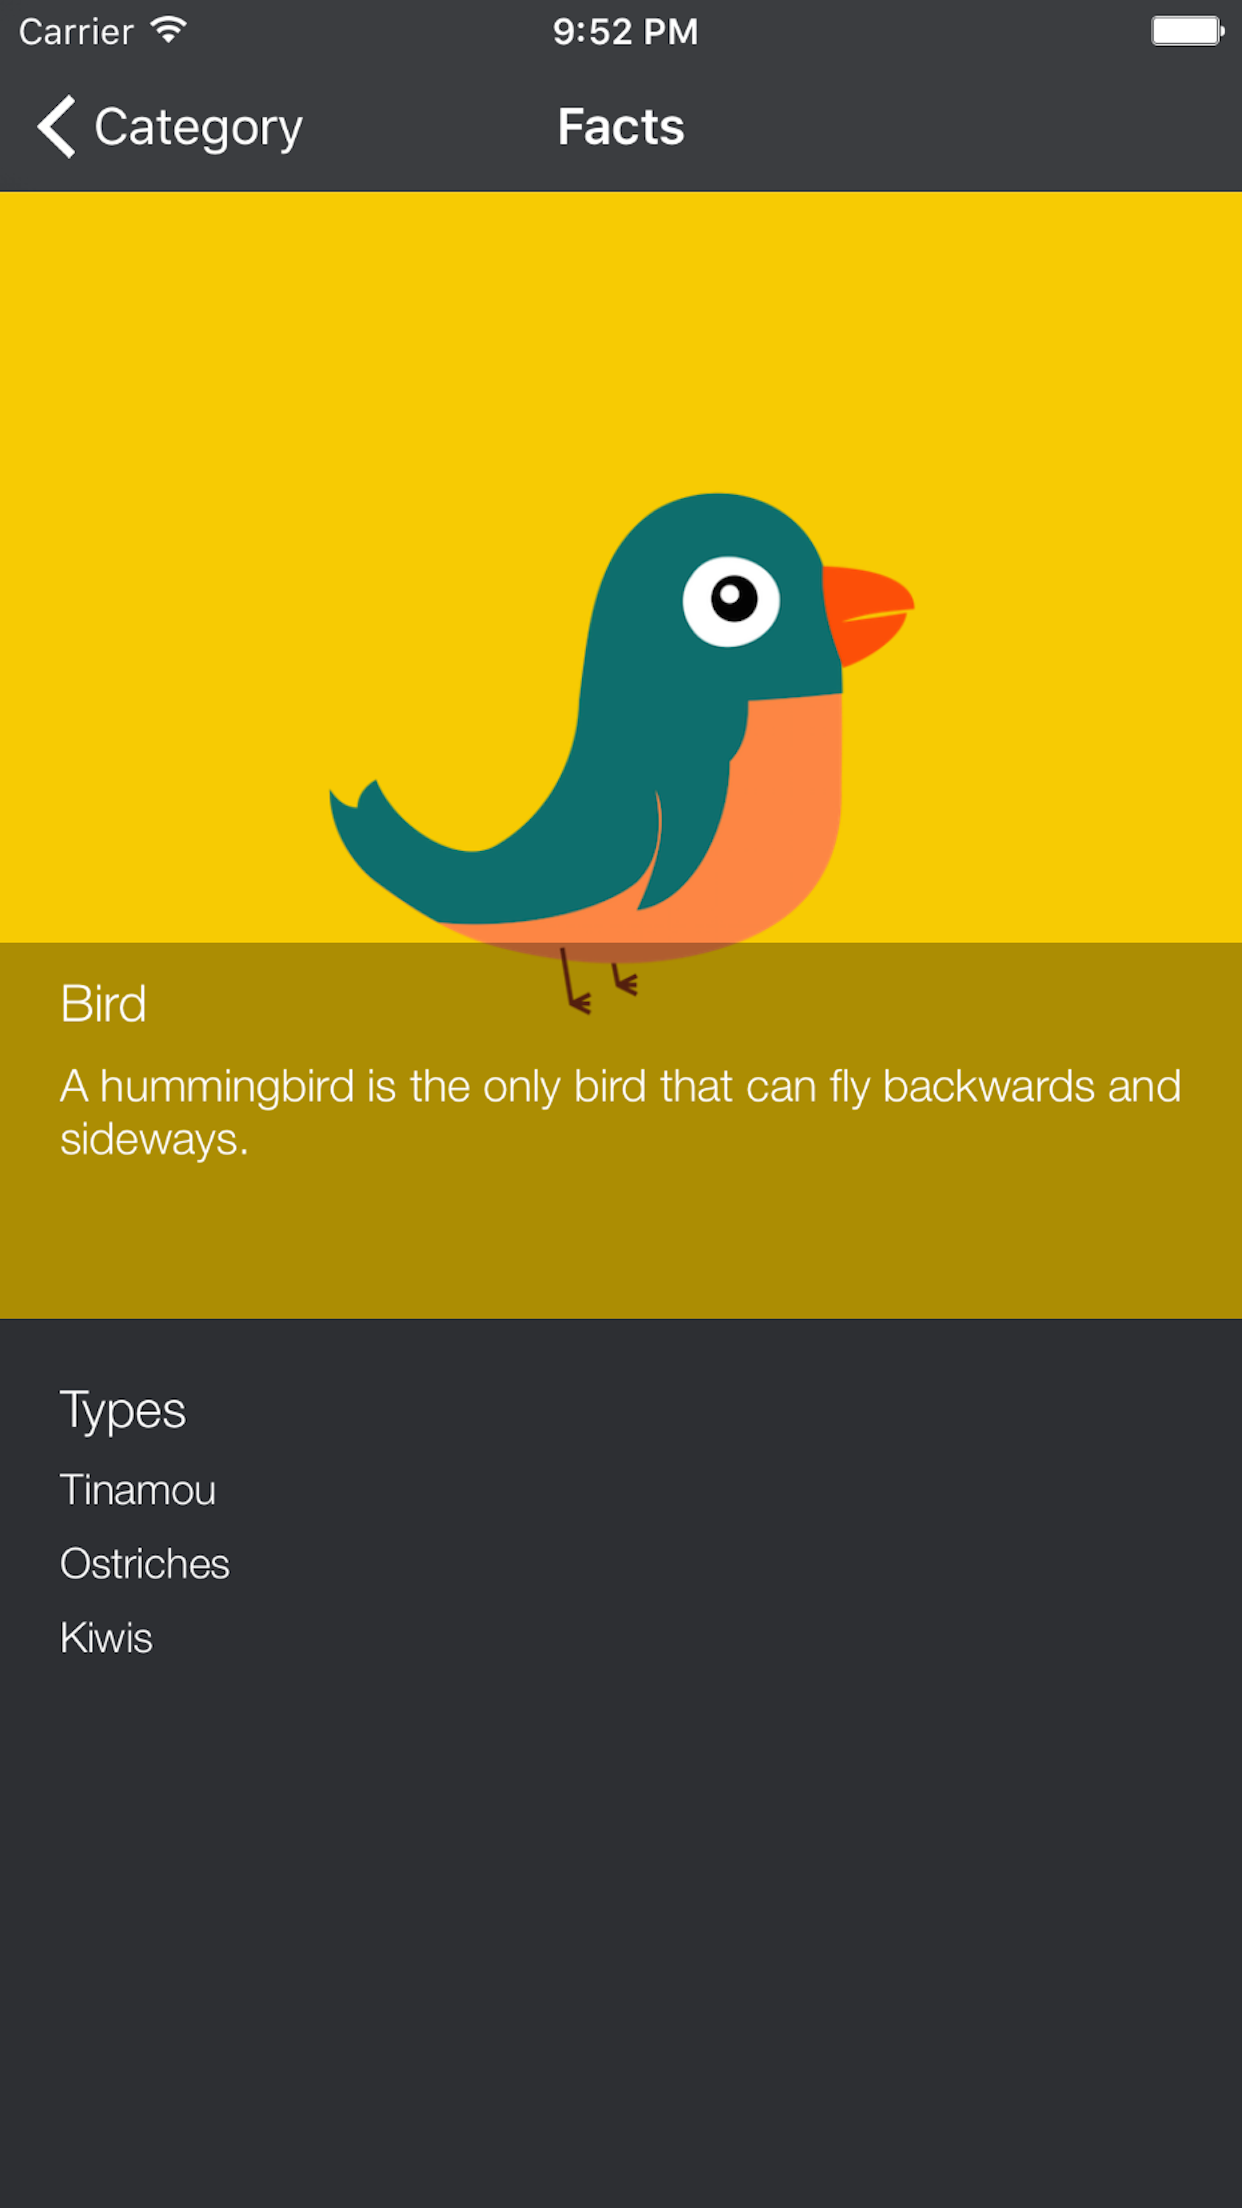 Carrier 9:52 PM
Category Facts
Bird
A hummingbird is the only bird that can fly backwards and
sideways.
Types
Tinamou
Ostriches
Kiwis